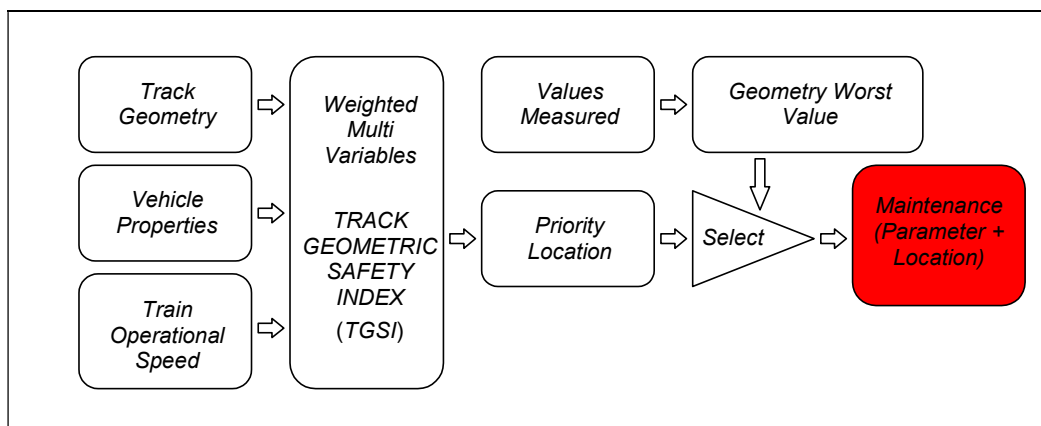 Track
Geometry
Vehicle
Properties
Train
Operational
Speed
Weighted
Multi
Variables
TRACK
GEOMETRIC
SAFETY
INDEX
(TGSI)
Values
Measured
Geometry Worst
Value
Priority
Location
Select
Maintenance
(Parameter +
Location)